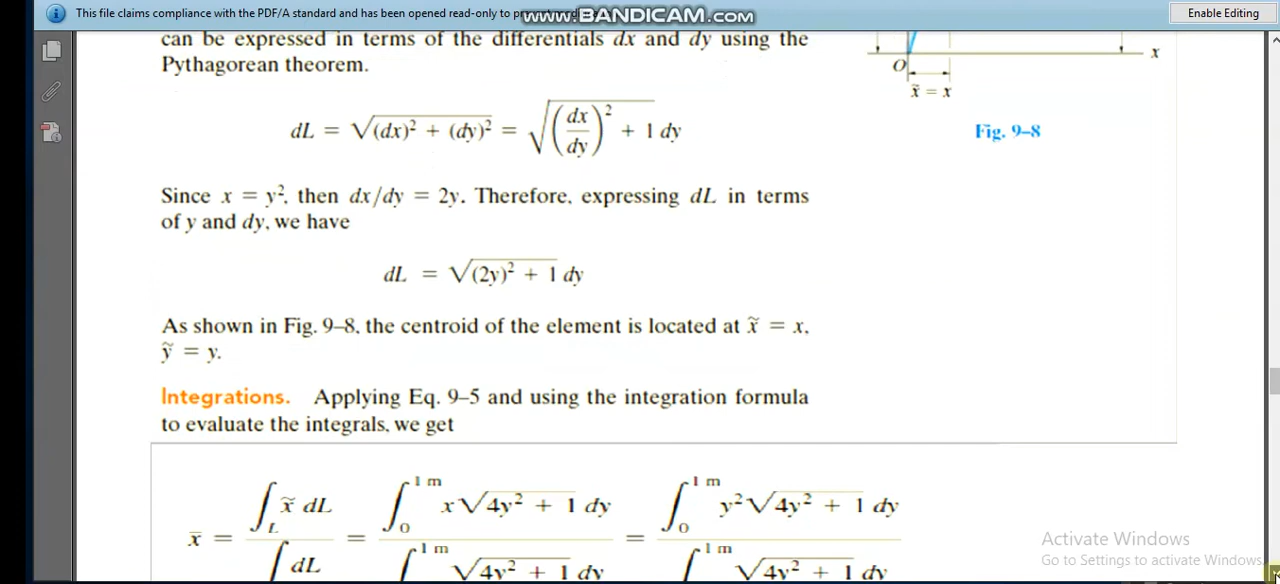 This file claims compliance with the PDF/A standard and has been opened read-only to
www.BANDICAM.com
Enable Editing
can be expressed in terms of the differentials dx and dy using the
Pythagorean theorem.
x
O
x̃ = x
Fig. 9–8
dL = √(dx)² + (dy)² = √(dx/dy)² + 1 dy
Since x = y², then dx/dy = 2y. Therefore, expressing dL in terms
of y and dy, we have
dL = √(2y)² + 1 dy
As shown in Fig. 9–8, the centroid of the element is located at x̃ = x,
ỹ = y.
Integrations. Applying Eq. 9–5 and using the integration formula
to evaluate the integrals, we get
x̄ = ∫_L x̃ dL / ∫ dL = ∫_0^{1 m} x√4y² + 1 dy / ∫^{1 m} √4y² + 1 dy = ∫_0^{1 m} y²√4y² + 1 dy / ∫^{1 m} √4y² + 1 dy
Activate Windows
Go to Settings to activate Windows.